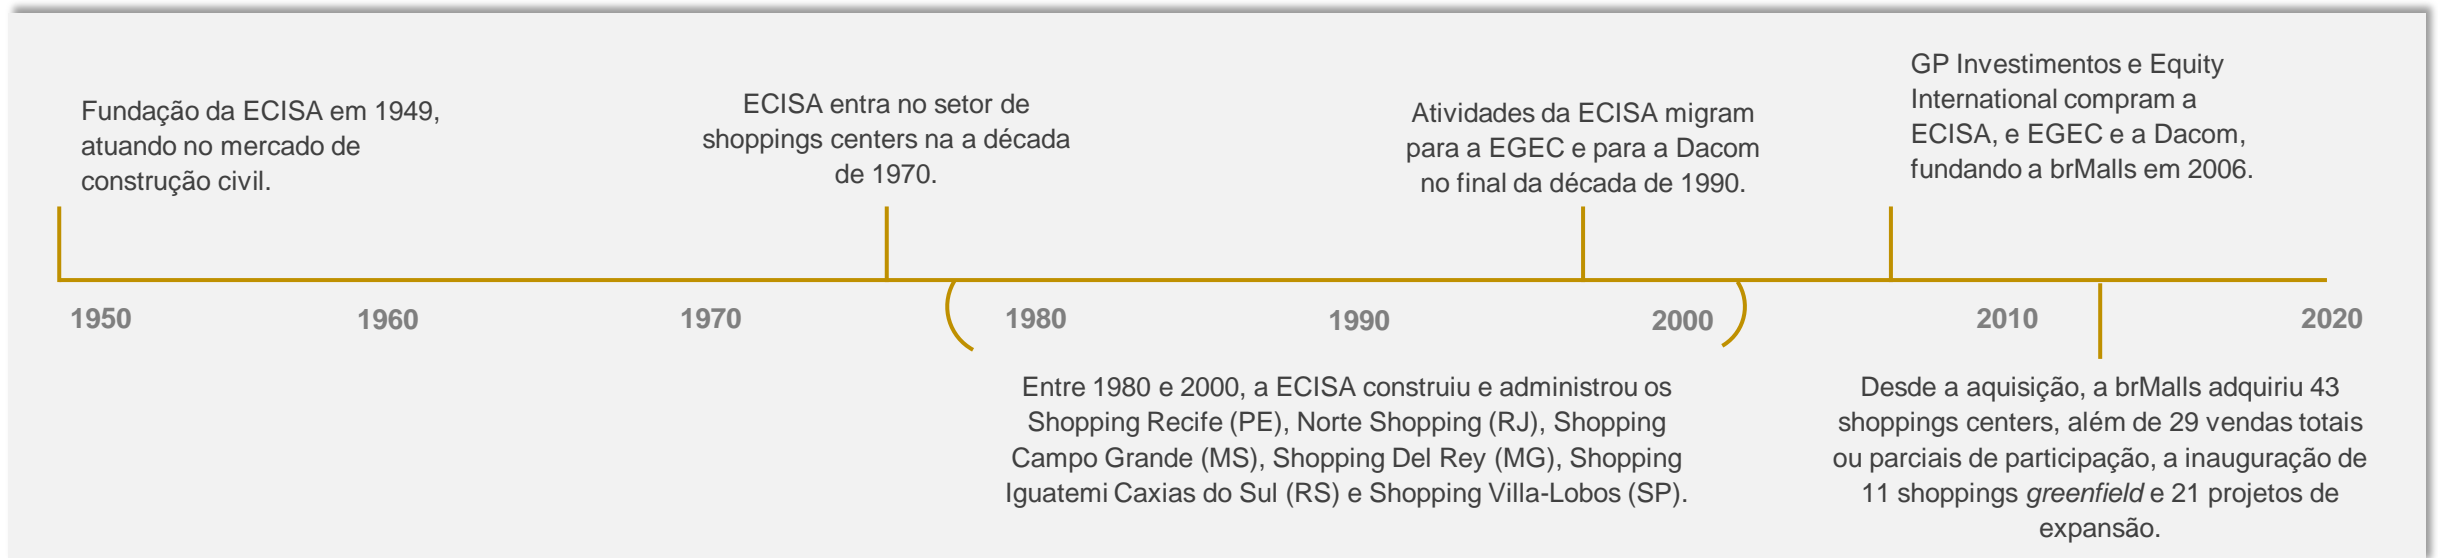 Fundação da ECISA em 1949,
atuando no mercado de
construção civil.
ECISA entra no setor de
shoppings centers na a década
de 1970.
Atividades da ECISA migram
para a EGEC e para a Dacom
no final da década de 1990.
GP Investimentos e Equity
International compram a
ECISA, e EGEC e a Dacom,
fundando a brMalls em 2006.
1950
1960
1970
1980
1990
2000
2010
2020
Entre 1980 e 2000, a ECISA construiu e administrou os
Shopping Recife (PE), Norte Shopping (RJ), Shopping
Campo Grande (MS), Shopping Del Rey (MG), Shopping
Iguatemi Caxias do Sul (RS) e Shopping Villa-Lobos (SP).
Desde a aquisição, a brMalls adquiriu 43
shoppings centers, além de 29 vendas totais
ou parciais de participação, a inauguração de
11 shoppings greenfield e 21 projetos de
expansão.